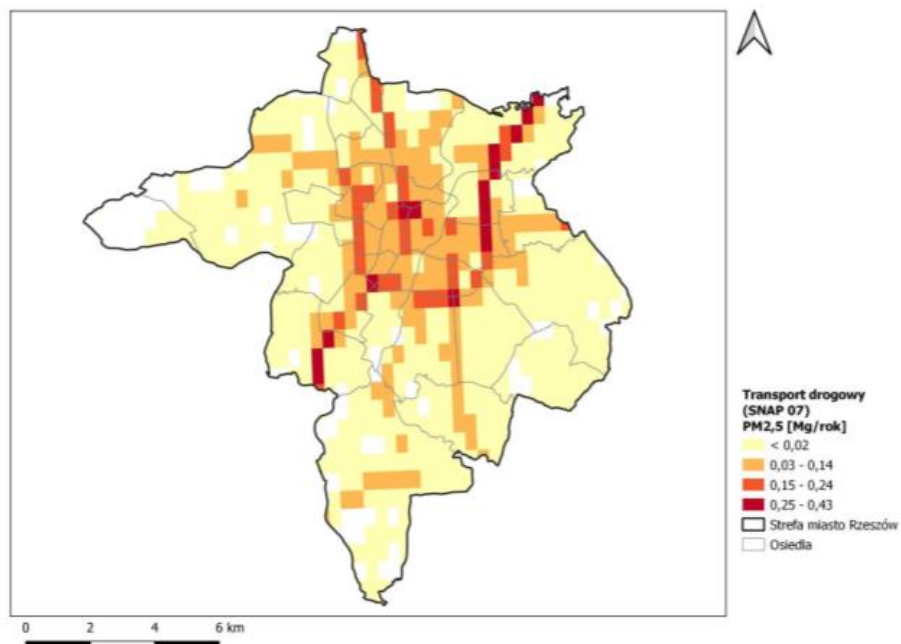 Transport drogowy
(SNAP 07)
PM2,5 [Mg/rok]
< 0,02
0,03 - 0,14
0,15 - 0,24
0,25 - 0,43
Strefa miasto Rzeszów
Osiedla
0 2 4 6 km